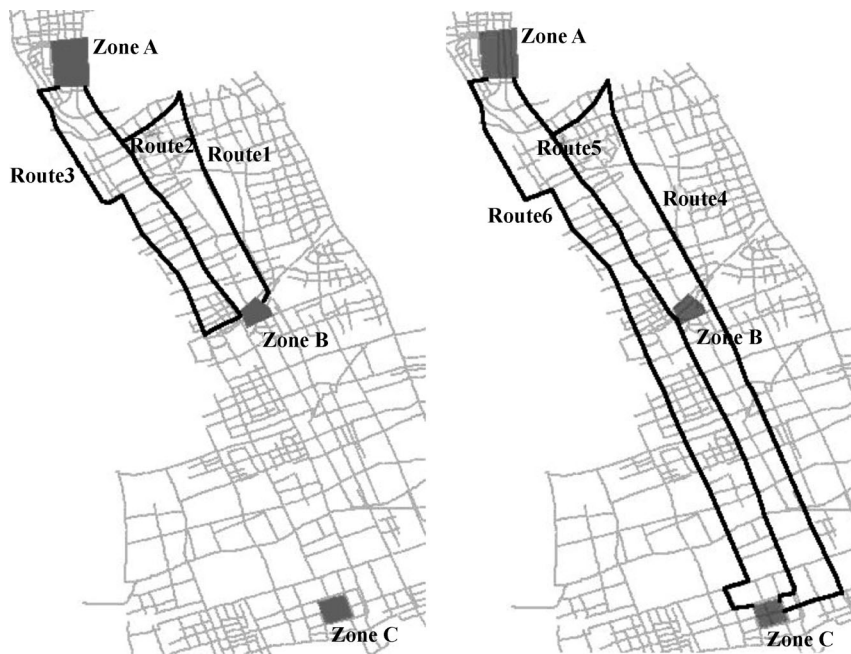 Zone A
Route2
Route1
Route3
Zone B
Zone C
Zone A
Route5
Route4
Route6
Zone B
Zone C